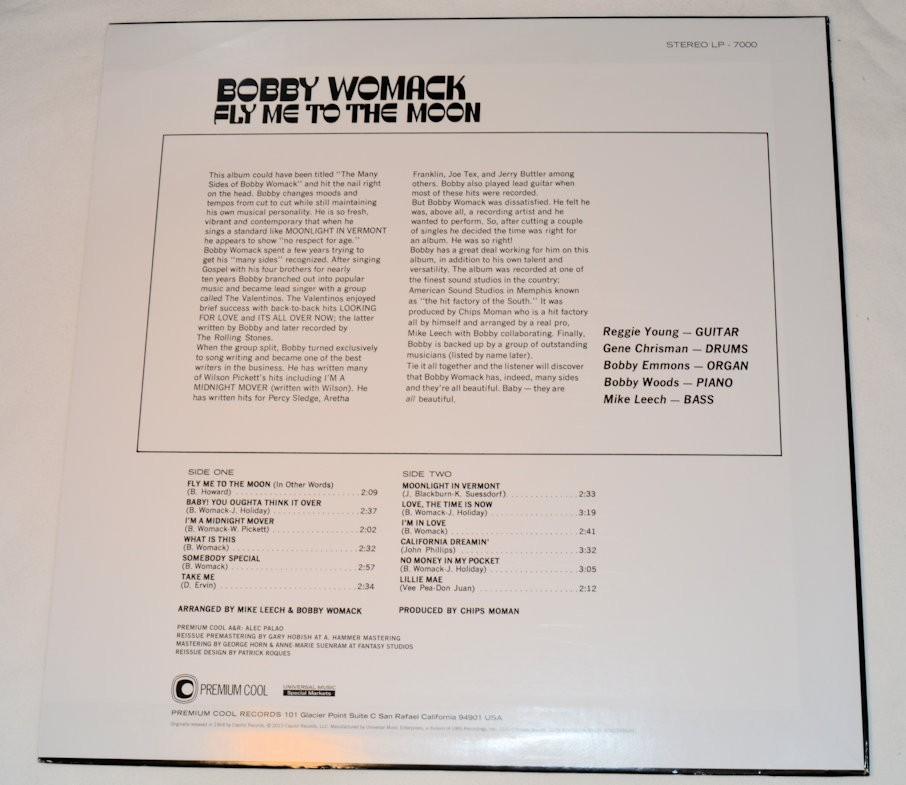 STEREO LP - 7000
BOBBY WOMACK
FLY ME TO THE MOON
This album could have been titled "The Many
Sides of Bobby Womack" and hit the nail right
on the head. Bobby changes moods and
tempos from cut to cut while still maintaining
his own musical personality. He is so fresh,
vibrant and contemporary that when he
sings a standard like MOONLIGHT IN VERMONT
he appears to show "no respect for age."
Bobby Womack spent a few years trying to
get his "many sides" recognized. After singing
Gospel with his four brothers for nearly
ten years Bobby branched out into popular
music and became lead singer with a group
called The Valentinos. The Valentinos enjoyed
brief success with back-to-back hits LOOKING
FOR LOVE and ITS ALL OVER NOW; the latter
written by Bobby and later recorded by
The Rolling Stones.
When the group split, Bobby turned exclusively
to song writing and became one of the best
writers in the business. He has written many
of Wilson Pickett's hits including I'M A
MIDNIGHT MOVER (written with Wilson). He
has written hits for Percy Sledge, Aretha
Franklin, Joe Tex, and Jerry Buttler among
others. Bobby also played lead guitar when
most of these hits were recorded.
But Bobby Womack was dissatisfied. He felt he
was, above all, a recording artist and he
wanted to perform. So, after cutting a couple
of singles he decided the time was right for
an album. He was so right!
Bobby has a great deal working for him on this
album, in addition to his own talent and
versatility. The album was recorded at one of
the finest sound studios in the country;
American Sound Studios in Memphis known
as "the hit factory of the South." It was
produced by Chips Moman who is a hit factory
all by himself and arranged by a real pro,
Mike Leech with Bobby collaborating. Finally,
Bobby is backed up by a group of outstanding
musicians (listed by name later).
Tie it all together and the listener will discover
that Bobby Womack has, indeed, many sides
and they're all beautiful. Baby — they are
all beautiful.
Reggie Young — GUITAR
Gene Chrisman — DRUMS
Bobby Emmons — ORGAN
Bobby Woods — PIANO
Mike Leech — BASS
SIDE ONE
FLY ME TO THE MOON (In Other Words)
(B. Howard) 2:09
BABY! YOU OUGHTA THINK IT OVER
(B. Womack-J. Holiday) 2:37
I'M A MIDNIGHT MOVER
(B. Womack-W. Pickett) 2:02
WHAT IS THIS
(B. Womack) 2:32
SOMEBODY SPECIAL
(B. Womack) 2:57
TAKE ME
(D. Ervin) 2:34
SIDE TWO
MOONLIGHT IN VERMONT
(J. Blackburn-K. Suessdorf) 2:33
LOVE, THE TIME IS NOW
(B. Womack-J. Holiday) 3:19
I'M IN LOVE
(B. Womack) 2:41
CALIFORNIA DREAMIN'
(John Phillips) 3:32
NO MONEY IN MY POCKET
(B. Womack-J. Holiday) 3:05
LILLIE MAE
(Vee Pea-Don Juan) 2:12
ARRANGED BY MIKE LEECH & BOBBY WOMACK
PRODUCED BY CHIPS MOMAN
PREMIUM COOL A&R: ALEC PALAO
REISSUE PREMASTERING BY GARY HOBISH AT A. HAMMER MASTERING
MASTERING BY GEORGE HORN & ANNE-MARIE SUENRAM AT FANTASY STUDIOS
REISSUE DESIGN BY PATRICK ROQUES
PREMIUM COOL
UNIVERSAL MUSIC
Special Markets
PREMIUM COOL RECORDS 101 Glacier Point Suite C San Rafael California 94901 USA
Originally released in 1968 by Capitol Records,